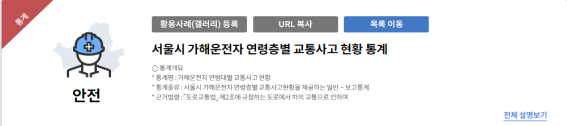 통계
활용사례(갤러리) 등록
URL 복사
목록 이동
서울시 가해운전자 연령층별 교통사고 현황 통계
안전
○ 통계개요
* 통계명 : 가해운전자 연령대별 교통사고 현황
* 통계종류 : 서울시 가해운전자 연령층별 교통사고현황을 제공하는 일반・보고통계
* 근거법령 :「도로교통법」제2조에 규정하는 도로에서 차의 교통으로 인하여
전체 설명보기